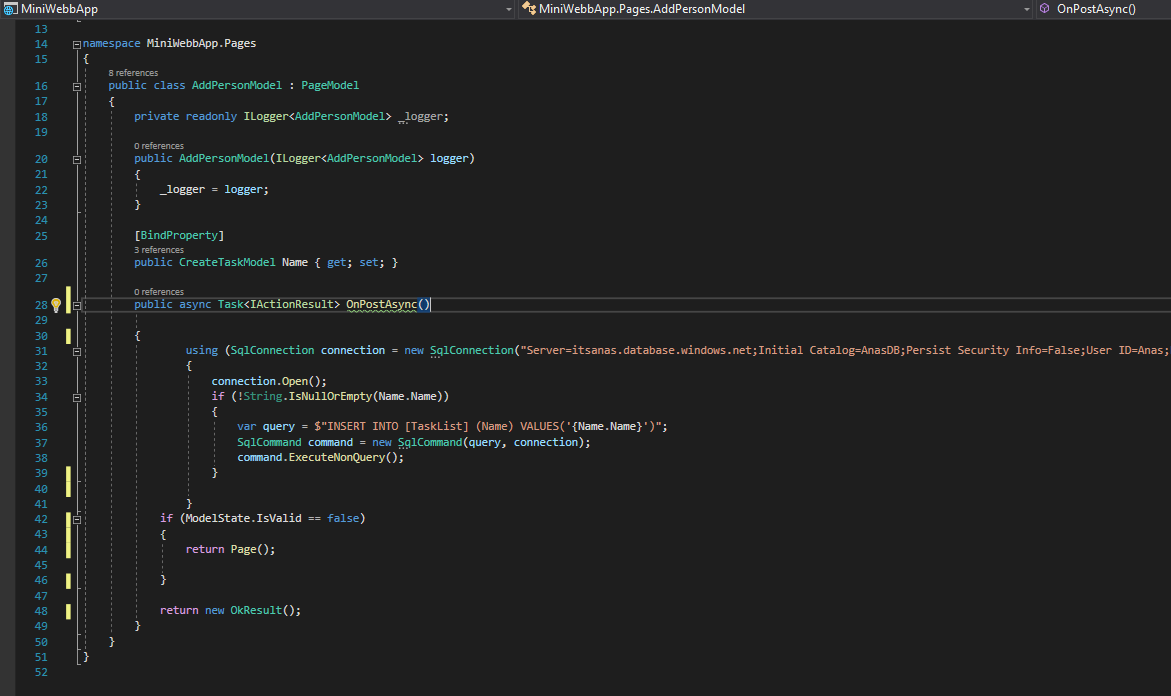 MiniWebbApp MiniWebbApp.Pages.AddPersonModel OnPostAsync()
13
14 namespace MiniWebbApp.Pages
15 {
8 references
16 public class AddPersonModel : PageModel
17 {
18 private readonly ILogger<AddPersonModel> _logger;
19
0 references
20 public AddPersonModel(ILogger<AddPersonModel> logger)
21 {
22 _logger = logger;
23 }
24
25 [BindProperty]
3 references
26 public CreateTaskModel Name { get; set; }
27
0 references
28 public async Task<IActionResult> OnPostAsync()
29
30 {
31 using (SqlConnection connection = new SqlConnection("Server=itsanas.database.windows.net;Initial Catalog=AnasDB;Persist Security Info=False;User ID=Anas;
32 {
33 connection.Open();
34 if (!String.IsNullOrEmpty(Name.Name))
35 {
36 var query = $"INSERT INTO [TaskList] (Name) VALUES('{Name.Name}')";
37 SqlCommand command = new SqlCommand(query, connection);
38 command.ExecuteNonQuery();
39 }
40
41 }
42 if (ModelState.IsValid == false)
43 {
44 return Page();
45
46 }
47
48 return new OkResult();
49 }
50 }
51 }
52